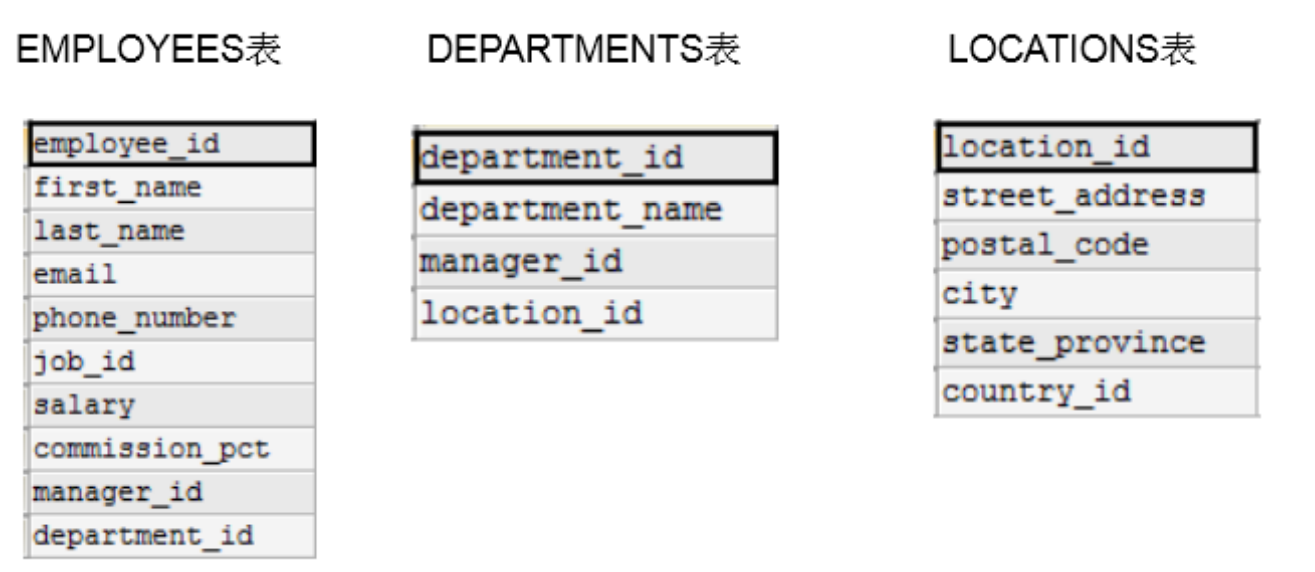 EMPLOYEES表
employee_id
first_name
last_name
email
phone_number
job_id
salary
commission_pct
manager_id
department_id
DEPARTMENTS表
department_id
department_name
manager_id
location_id
LOCATIONS表
location_id
street_address
postal_code
city
state_province
country_id